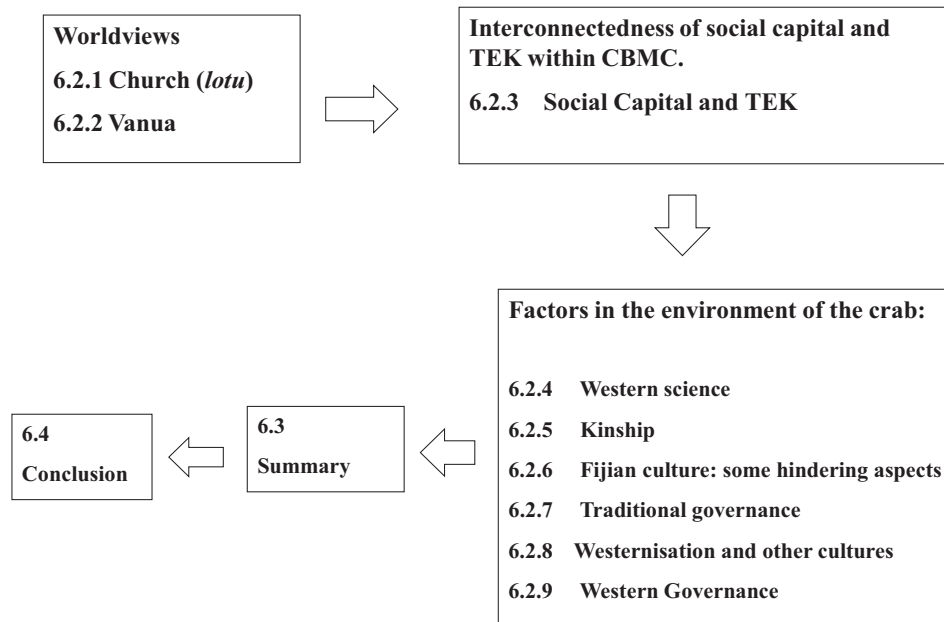 Worldviews
6.2.1 Church (lotu)
6.2.2 Vanua
Interconnectedness of social capital and
TEK within CBMC.
6.2.3 Social Capital and TEK
Factors in the environment of the crab:
6.2.4 Western science
6.2.5 Kinship
6.2.6 Fijian culture: some hindering aspects
6.2.7 Traditional governance
6.2.8 Westernisation and other cultures
6.2.9 Western Governance
6.3
Summary
6.4
Conclusion